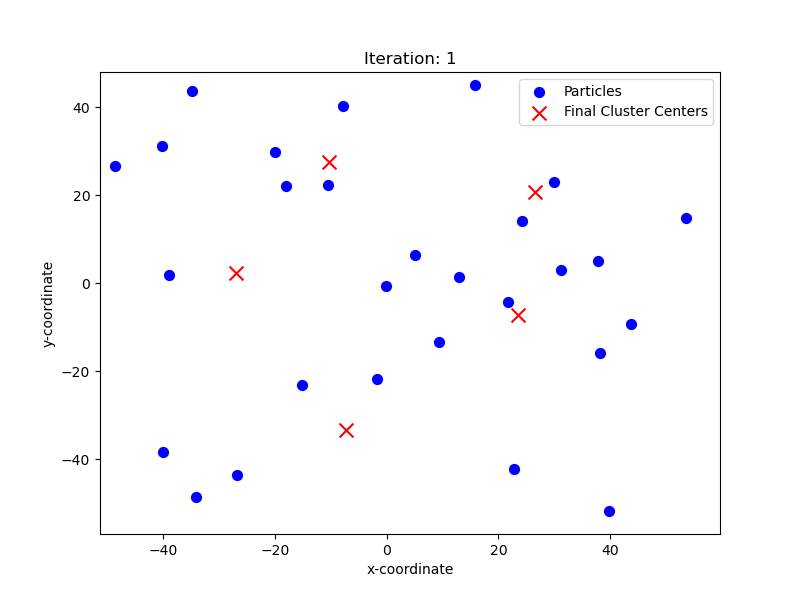 Iteration: 1
Particles
Final Cluster Centers
40
20
0
−20
−40
y-coordinate
−40
−20
0
20
40
x-coordinate